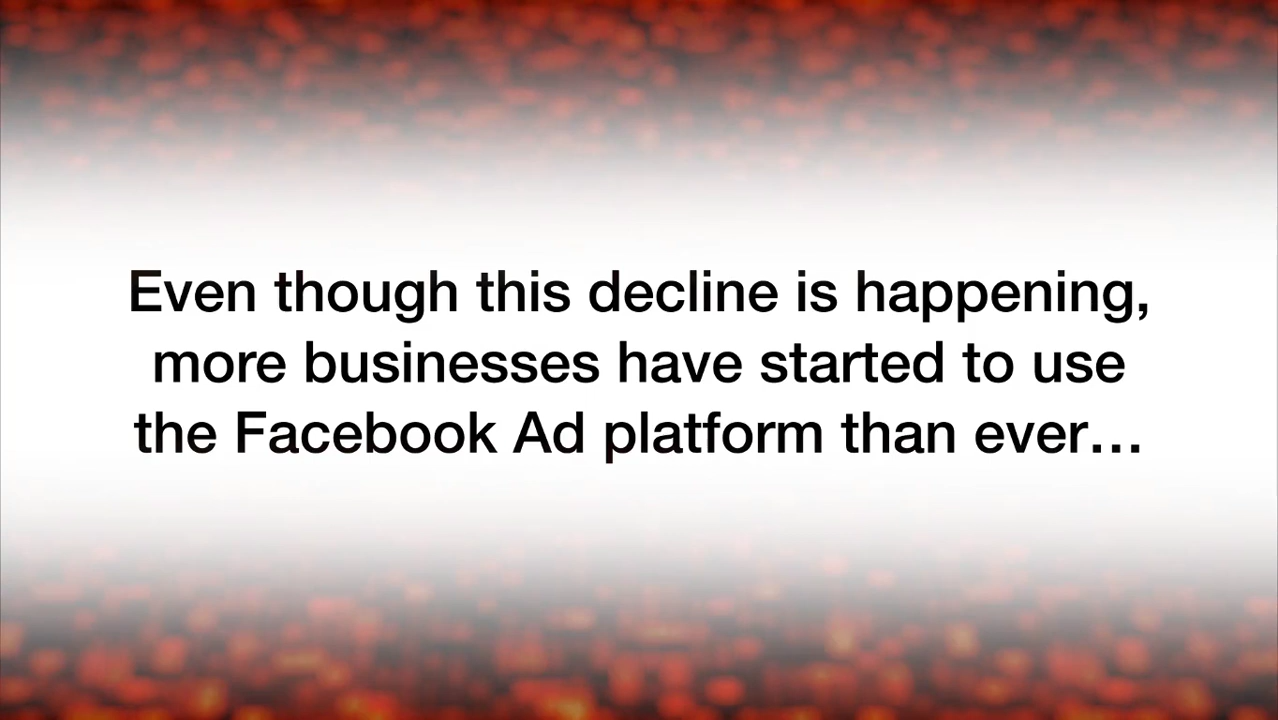 Even though this decline is happening,
more businesses have started to use
the Facebook Ad platform than ever…